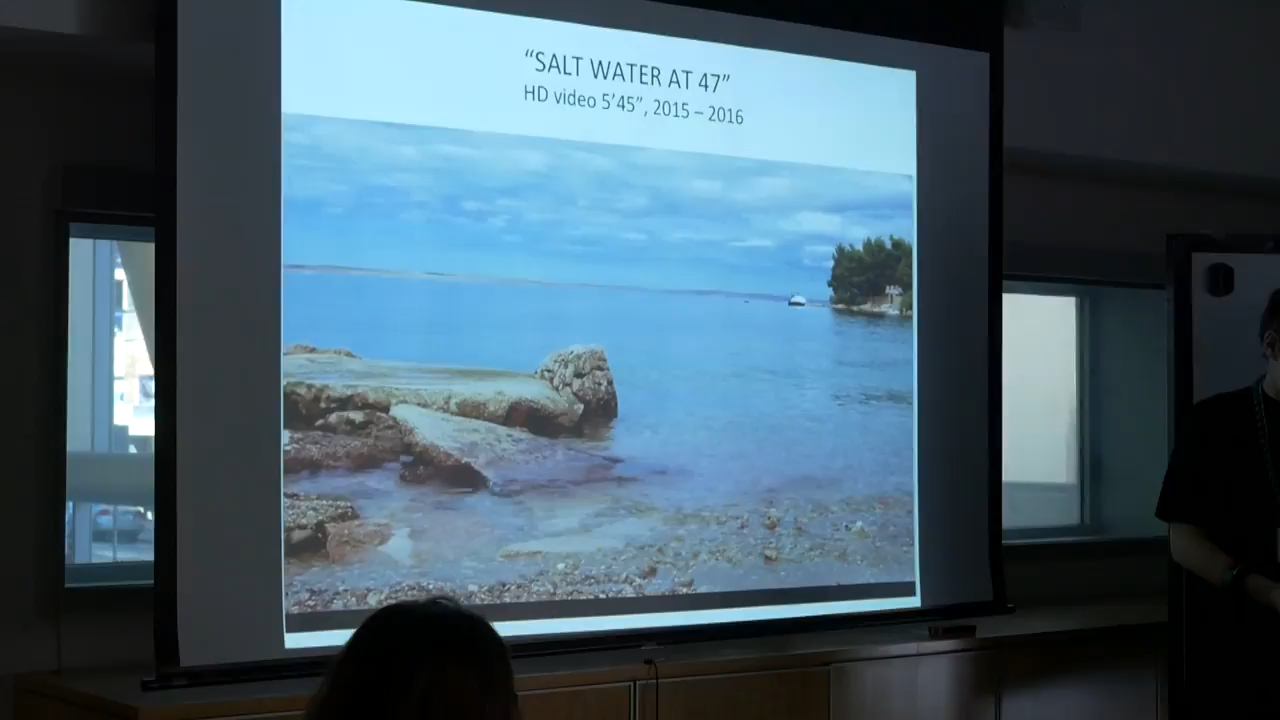 “SALT WATER AT 47”
HD video 5’45”, 2015 – 2016